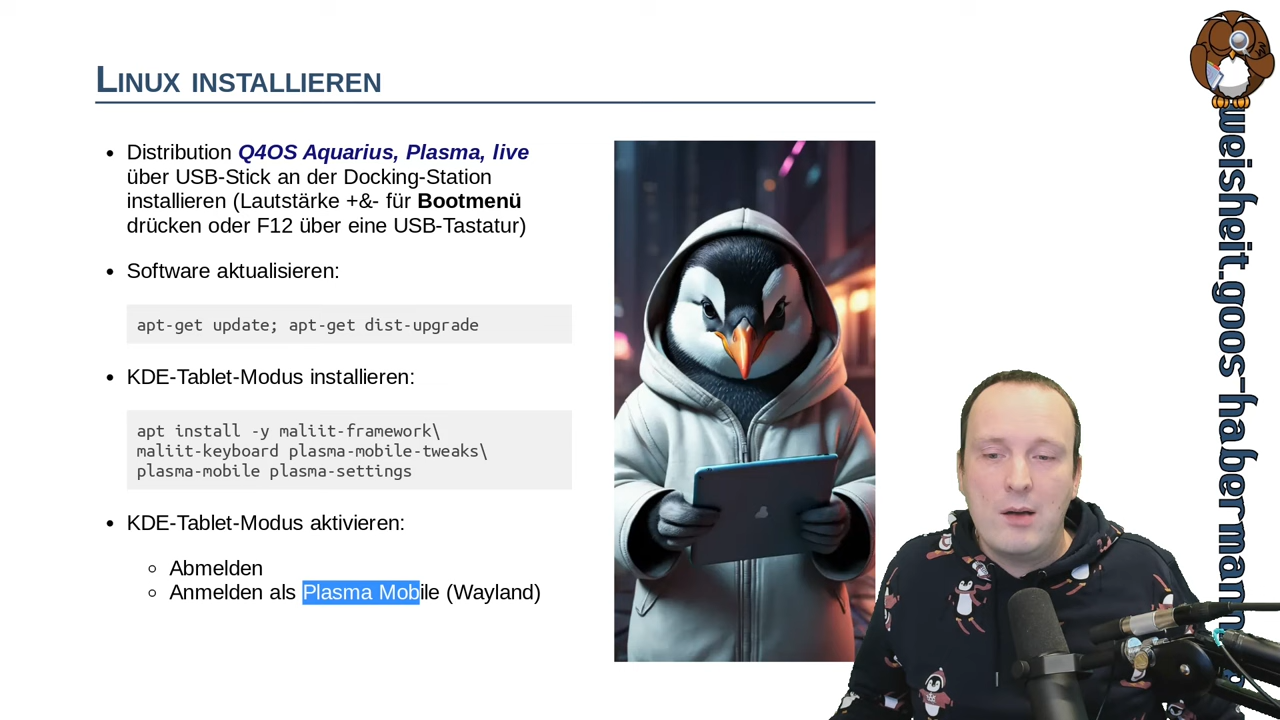 Linux installieren
• Distribution Q4OS Aquarius, Plasma, live
über USB-Stick an der Docking-Station
installieren (Lautstärke +&- für Bootmenü
drücken oder F12 über eine USB-Tastatur)
• Software aktualisieren:
apt-get update; apt-get dist-upgrade
• KDE-Tablet-Modus installieren:
apt install -y maliit-framework\
maliit-keyboard plasma-mobile-tweaks\
plasma-mobile plasma-settings
• KDE-Tablet-Modus aktivieren:
◦ Abmelden
◦ Anmelden als Plasma Mobile (Wayland)
weisheit.goos-habermann